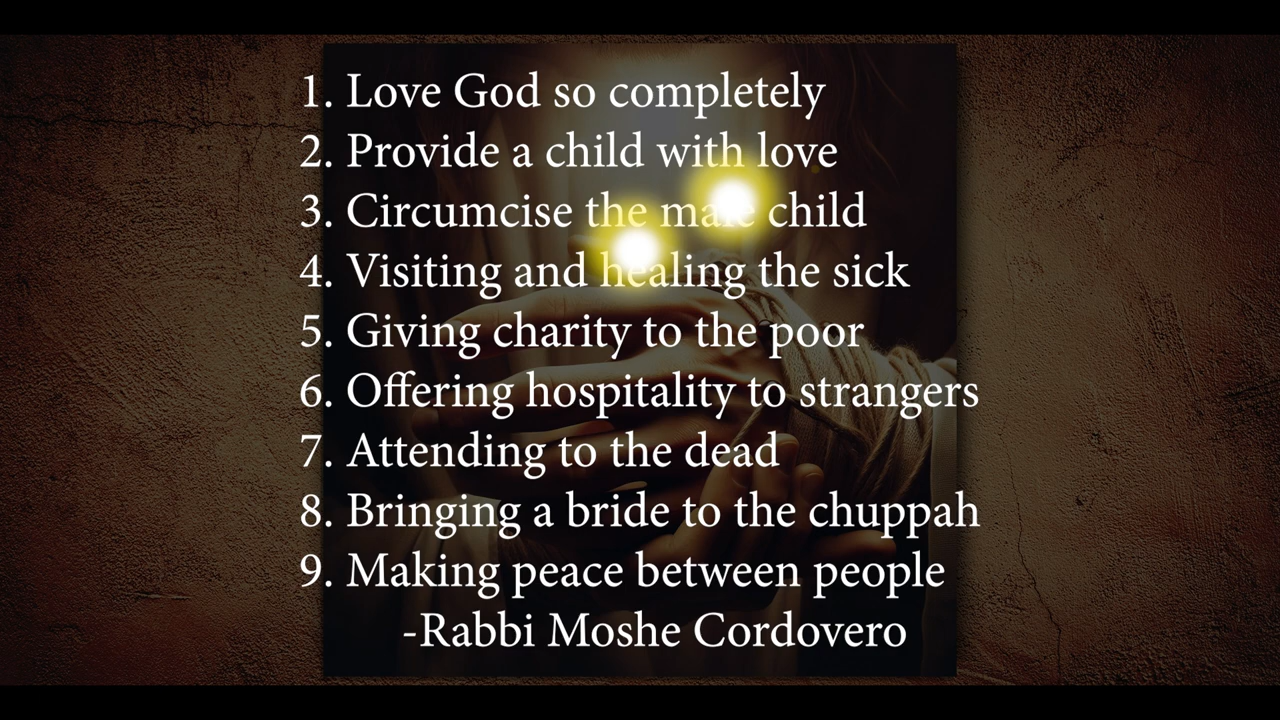 1. Love God so completely
2. Provide a child with love
3. Circumcise the male child
4. Visiting and healing the sick
5. Giving charity to the poor
6. Offering hospitality to strangers
7. Attending to the dead
8. Bringing a bride to the chuppah
9. Making peace between people
-Rabbi Moshe Cordovero